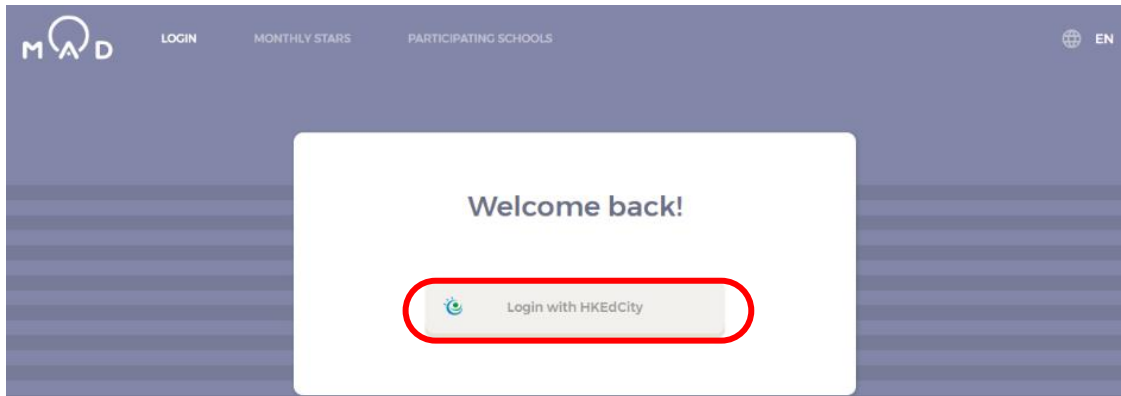 MAD LOGIN MONTHLY STARS PARTICIPATING SCHOOLS EN
Welcome back!
Login with HKEdCity